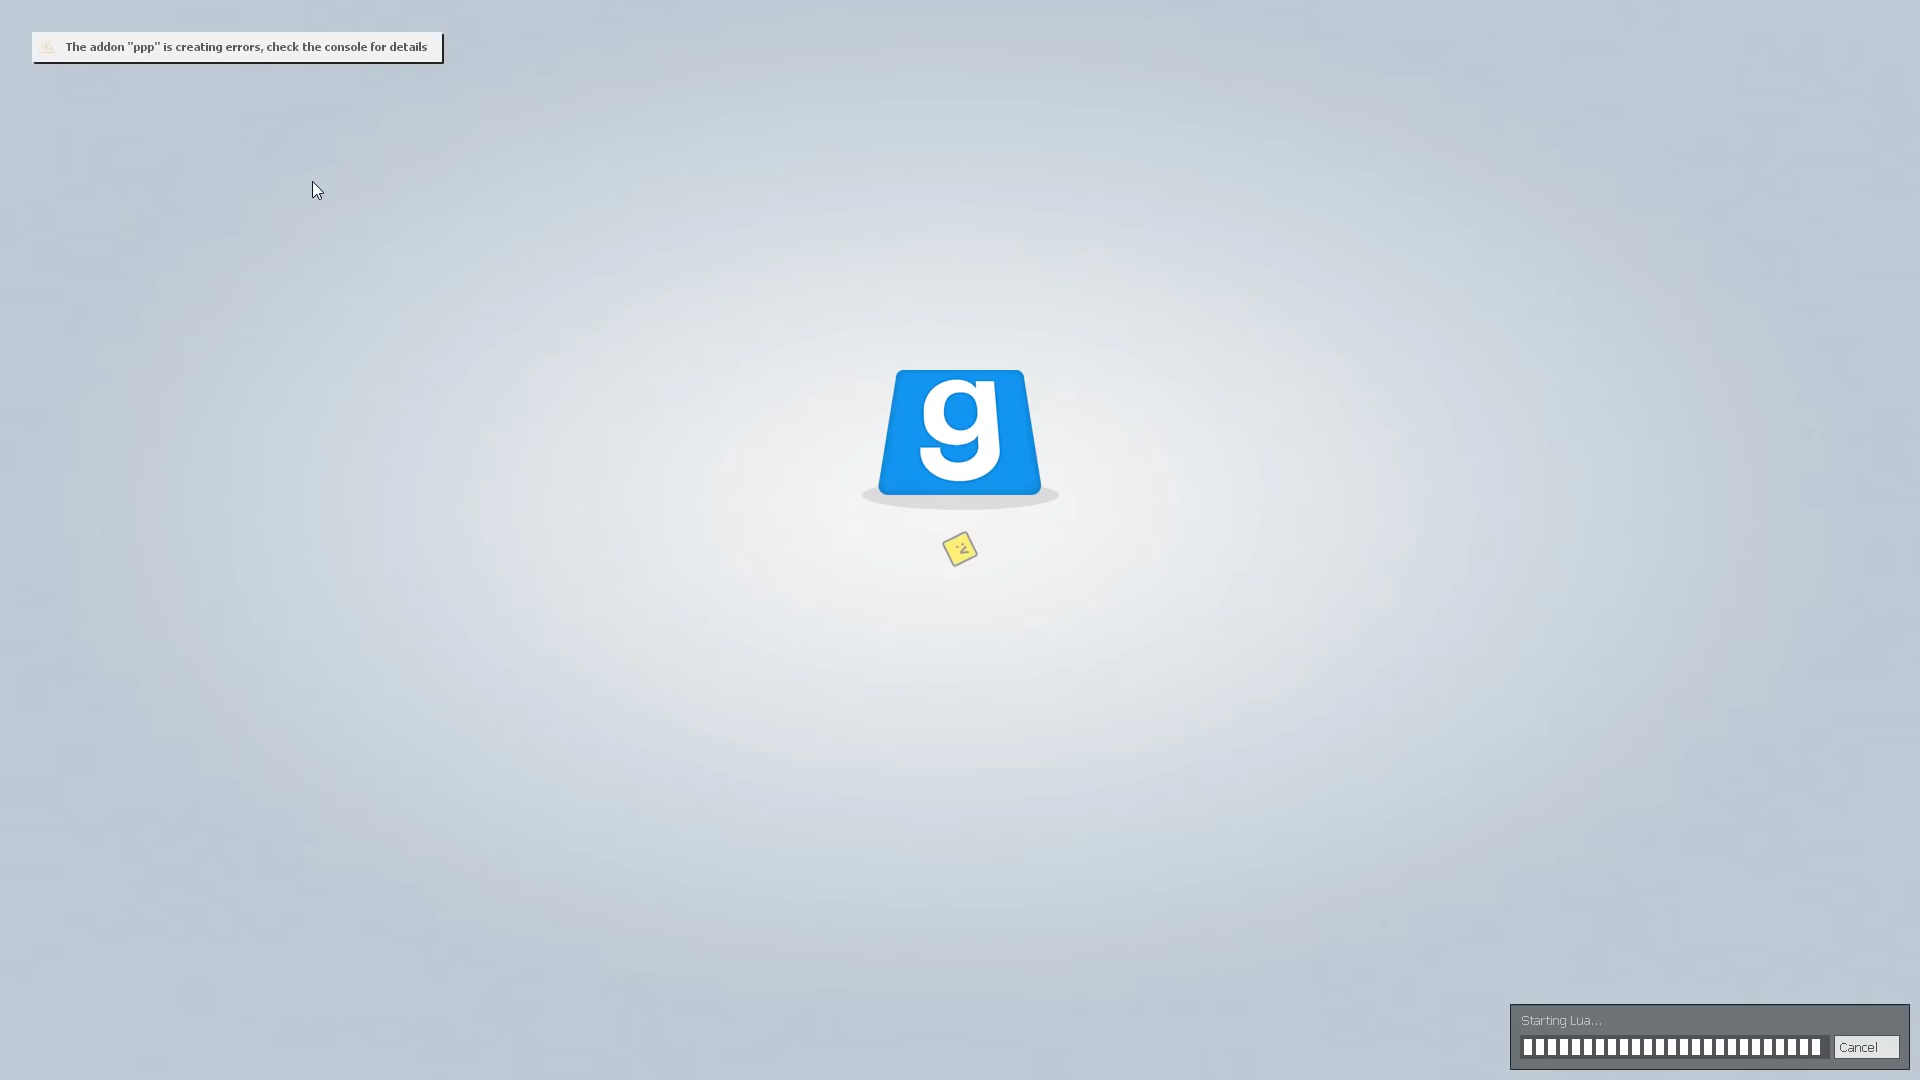 The addon "ppp" is creating errors, check the console for details
g
Starting Lua...
Cancel